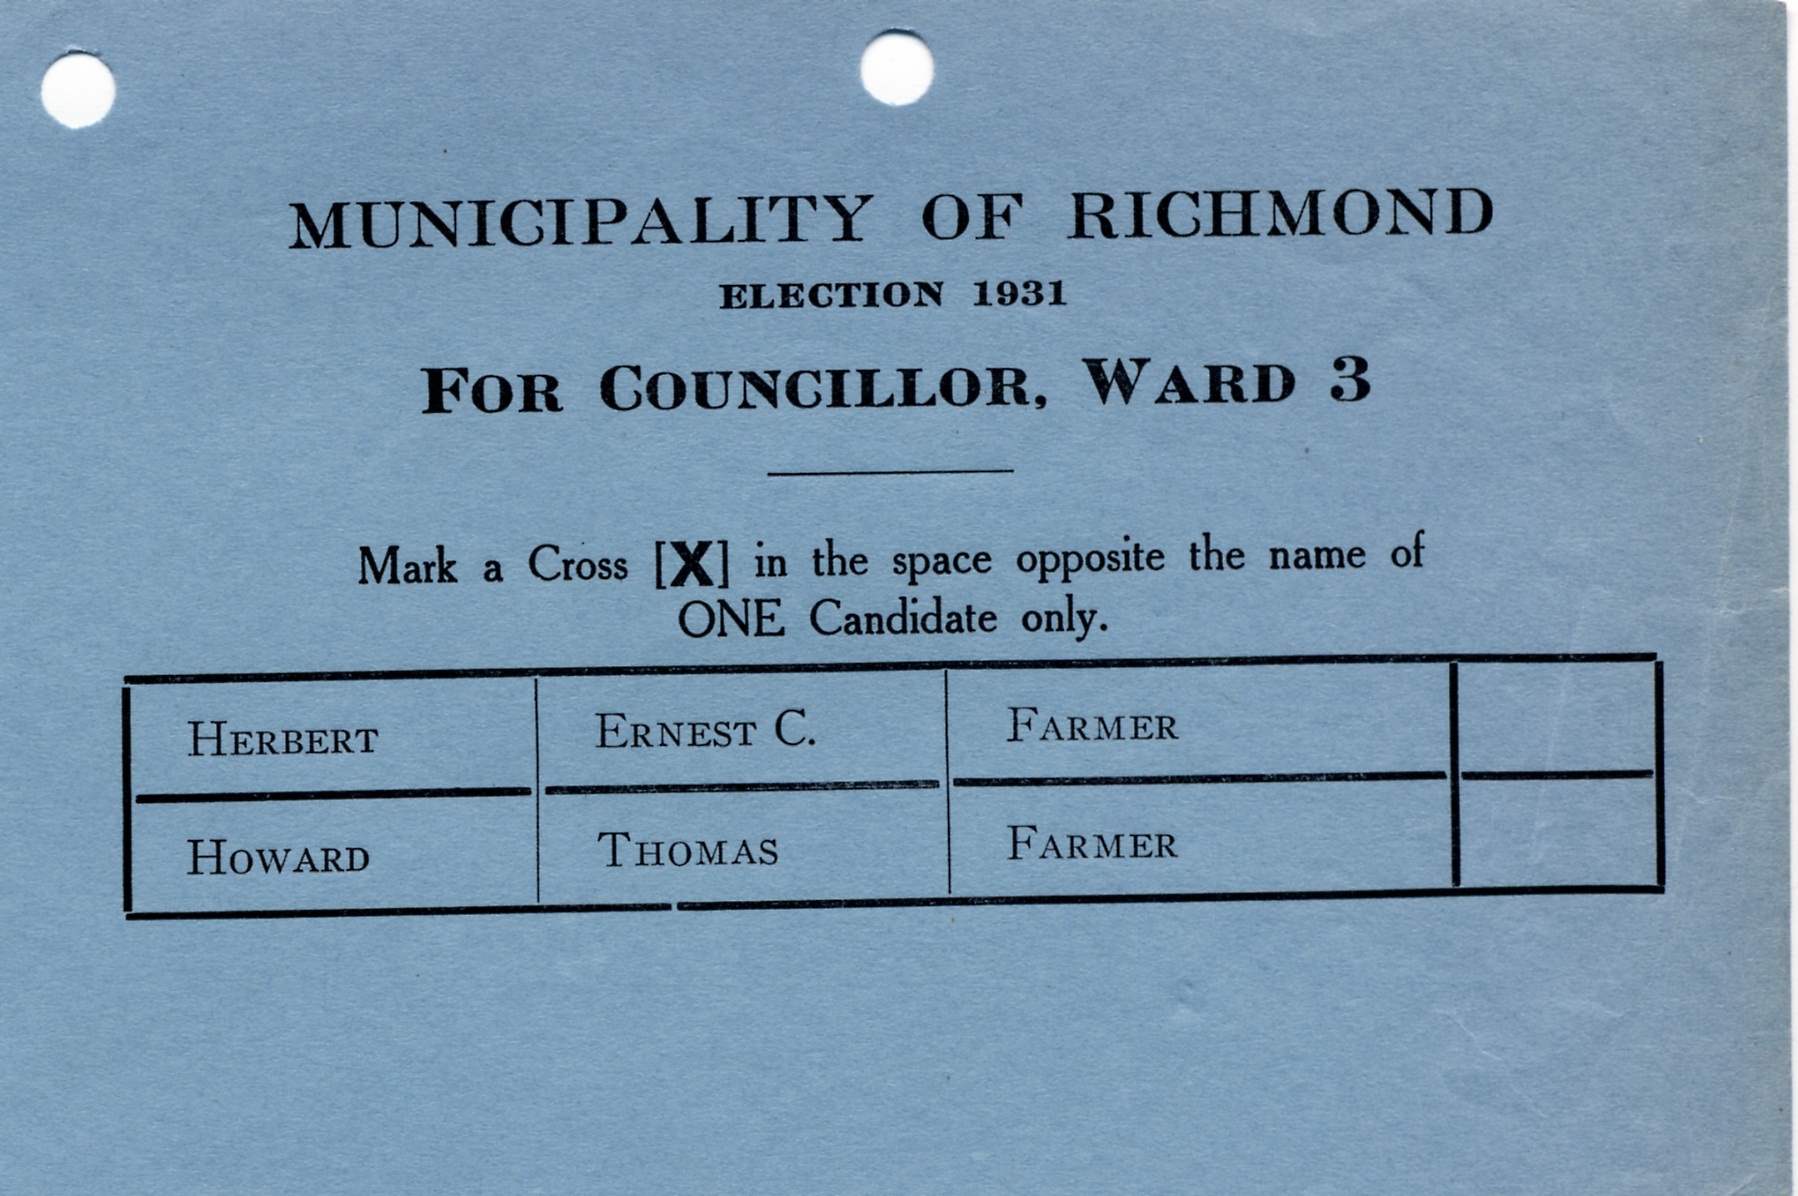 MUNICIPALITY OF RICHMOND
ELECTION 1931
FOR COUNCILLOR, WARD 3
Mark a Cross [X] in the space opposite the name of
ONE Candidate only.
HERBERT ERNEST C. FARMER
HOWARD THOMAS FARMER